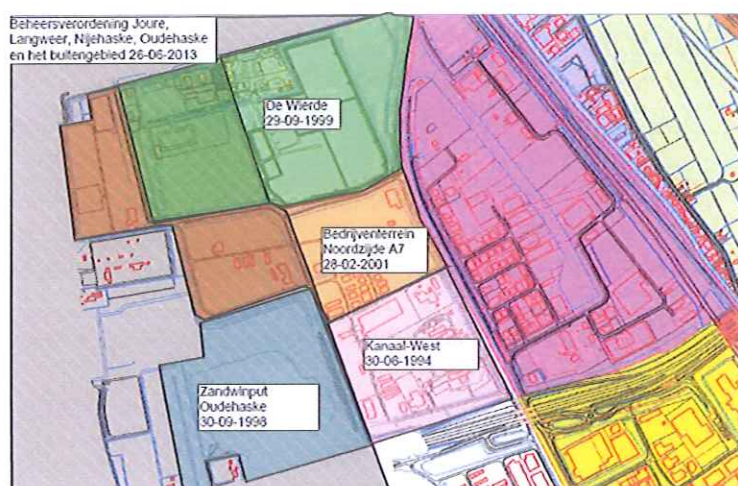 Beheersverordening Joure,
Langweer, Nijehaske, Oudehaske
en het buitengebied 26-06-2013
De Wierde
29-09-1999
Bedrijventerrein
Noordzijde A7
28-02-2001
Kanaal-West
30-06-1994
Zandwinput
Oudehaske
30-09-1998